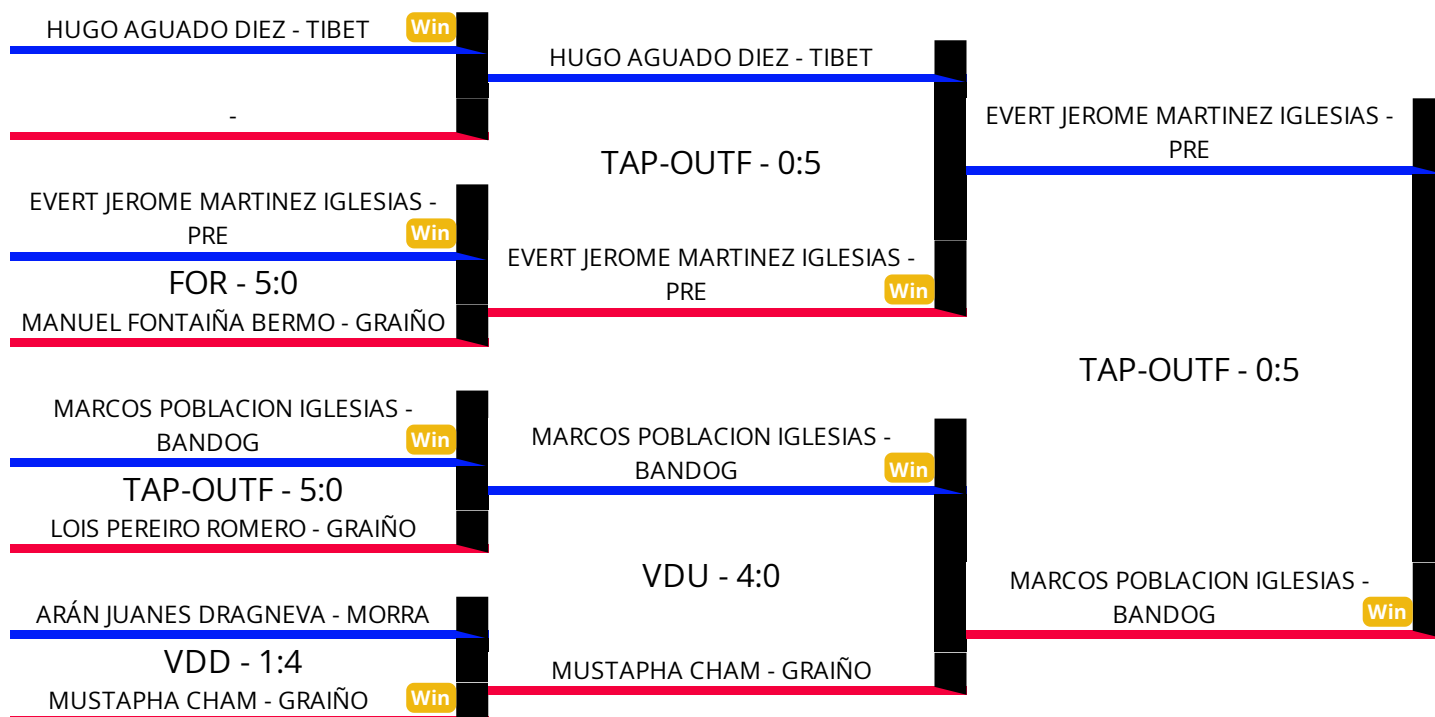 HUGO AGUADO DIEZ - TIBET Win
-
EVERT JEROME MARTINEZ IGLESIAS -
PRE Win
FOR - 5:0
MANUEL FONTAIÑA BERMO - GRAIÑO
MARCOS POBLACION IGLESIAS -
BANDOG Win
TAP-OUTF - 5:0
LOIS PEREIRO ROMERO - GRAIÑO
ARÁN JUANES DRAGNEVA - MORRA
VDD - 1:4
MUSTAPHA CHAM - GRAIÑO Win
HUGO AGUADO DIEZ - TIBET
TAP-OUTF - 0:5
EVERT JEROME MARTINEZ IGLESIAS -
PRE Win
MARCOS POBLACION IGLESIAS -
BANDOG Win
VDU - 4:0
MUSTAPHA CHAM - GRAIÑO
EVERT JEROME MARTINEZ IGLESIAS -
PRE
TAP-OUTF - 0:5
MARCOS POBLACION IGLESIAS -
BANDOG Win